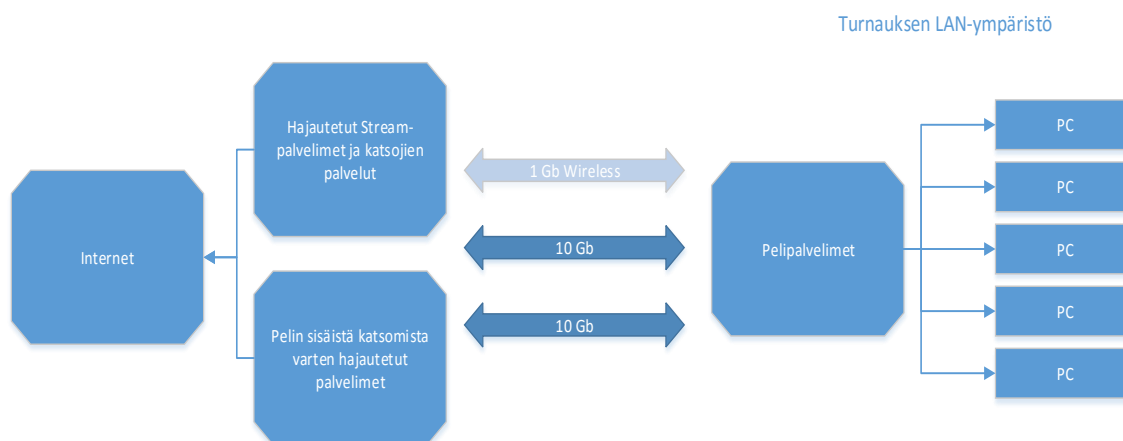 Turnauksen LAN-ympäristö
Hajautetut Stream-
palvelimet ja katsojien
palvelut
Internet
Pelin sisäistä katsomista
varten hajautetut
palvelimet
1 Gb Wireless
10 Gb
10 Gb
Pelipalvelimet
PC
PC
PC
PC
PC